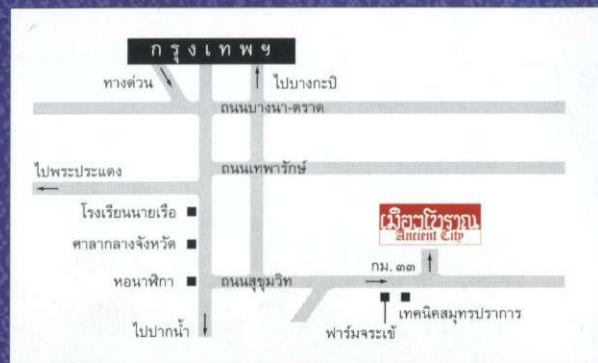 กรุงเทพฯ
ทางด่วน
ไปบางกะปิ
ถนนบางนา-ตราด
ถนนเทพารักษ์
ไปพระประแดง
โรงเรียนนายเรือ
ศาลากลางจังหวัด
หอนาฬิกา
เมืองโบราณ
Ancient City
กม. ๓๓
ถนนสุขุมวิท
เทคนิคสมุทรปราการ
ฟาร์มจระเข้
ไปปากน้ำ